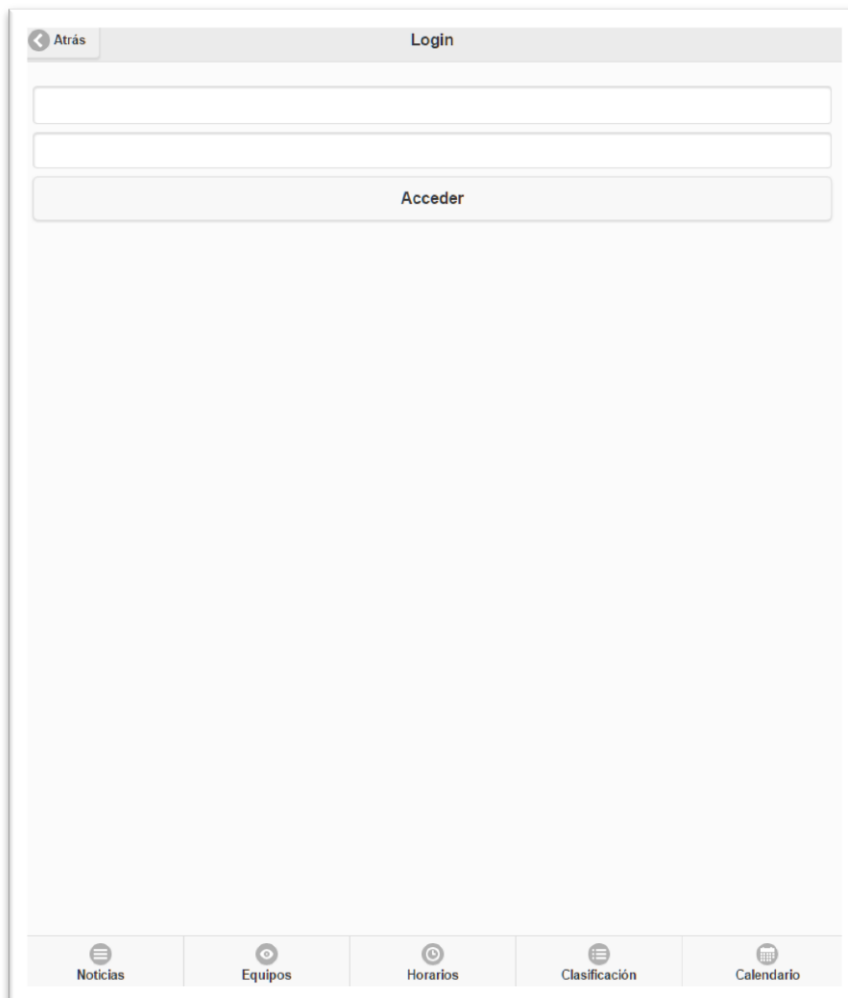 Atrás
Login
Acceder
Noticias
Equipos
Horarios
Clasificación
Calendario